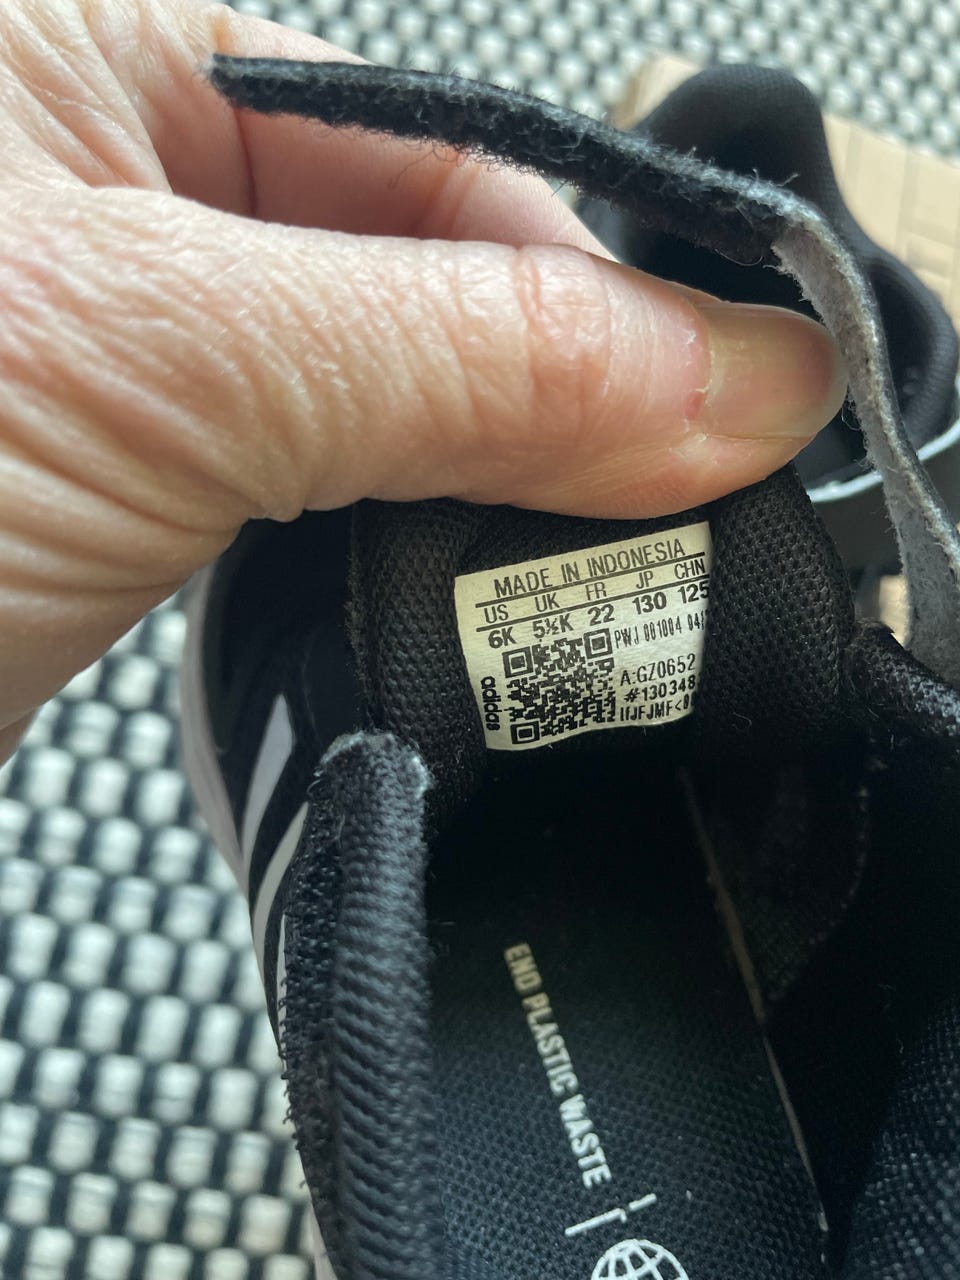 MADE IN INDONESIA
US UK FR JP CHN
6K 5½K 22 130 125
PWJ 001004 04
A:GZ0652
#130348
adidas
END PLASTIC WASTE